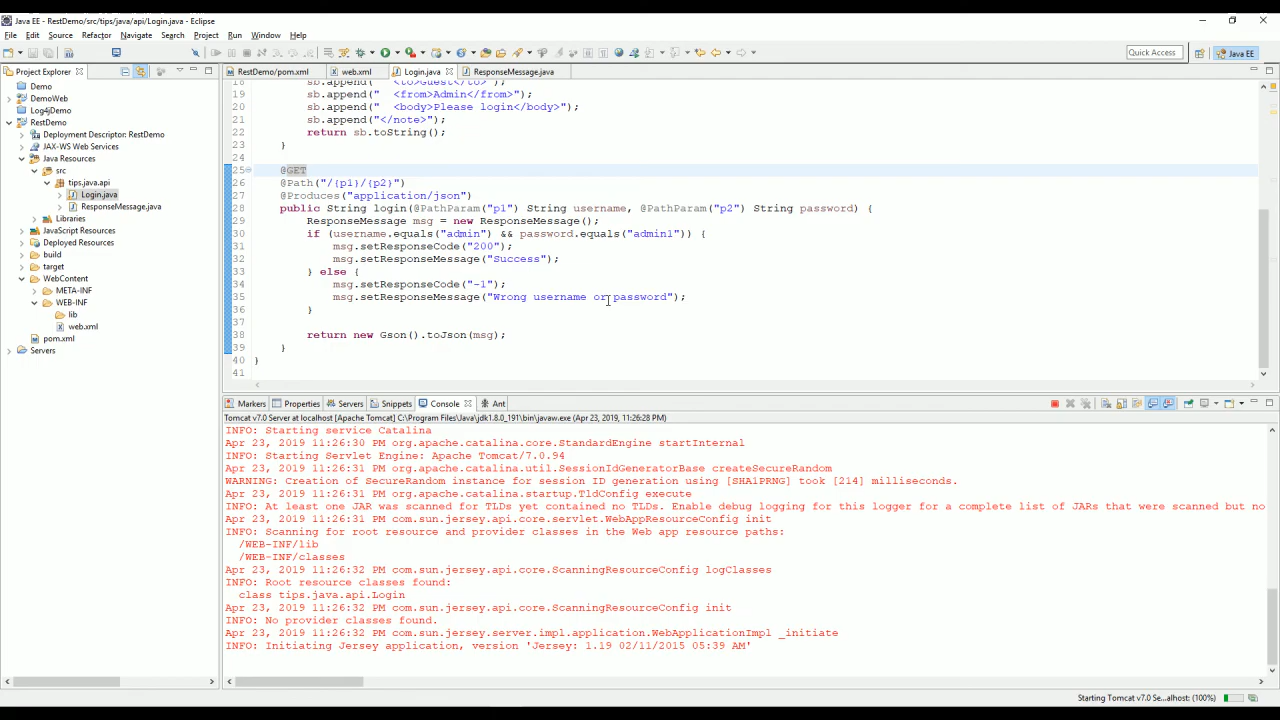 Java EE - RestDemo/src/tips/java/api/Login.java - Eclipse
File Edit Source Refactor Navigate Search Project Run Window Help
Quick Access
Java EE
Project Explorer
Demo
DemoWeb
Log4jDemo
RestDemo
Deployment Descriptor: RestDemo
JAX-WS Web Services
Java Resources
src
tips.java.api
Login.java
ResponseMessage.java
Libraries
JavaScript Resources
Deployed Resources
build
target
WebContent
META-INF
WEB-INF
lib
web.xml
pom.xml
Servers
RestDemo/pom.xml web.xml Login.java ResponseMessage.java
18 sb.append(" <to>Guest</to>");
19 sb.append(" <from>Admin</from>");
20 sb.append(" <body>Please login</body>");
21 sb.append("</note>");
22 return sb.toString();
23 }
24
25 @GET
26 @Path("/{p1}/{p2}")
27 @Produces("application/json")
28 public String login(@PathParam("p1") String username, @PathParam("p2") String password) {
29 ResponseMessage msg = new ResponseMessage();
30 if (username.equals("admin") && password.equals("admin1")) {
31 msg.setResponseCode("200");
32 msg.setResponseMessage("Success");
33 } else {
34 msg.setResponseCode("-1");
35 msg.setResponseMessage("Wrong username or password");
36 }
37
38 return new Gson().toJson(msg);
39 }
40 }
41
Markers Properties Servers Snippets Console Ant
Tomcat v7.0 Server at localhost [Apache Tomcat] C:\Program Files\Java\jdk1.8.0_191\bin\javaw.exe (Apr 23, 2019 11:26:28 PM)
INFO: Starting service Catalina
Apr 23, 2019 11:26:30 PM org.apache.catalina.core.StandardEngine startInternal
INFO: Starting Servlet Engine: Apache Tomcat/7.0.94
Apr 23, 2019 11:26:31 PM org.apache.catalina.util.SessionIdGeneratorBase createSecureRandom
WARNING: Creation of SecureRandom instance for session ID generation using [SHA1PRNG] took [214] milliseconds.
Apr 23, 2019 11:26:31 PM org.apache.catalina.startup.TldConfig execute
INFO: At least one JAR was scanned for TLDs yet contained no TLDs. Enable debug logging for this logger for a complete list of JARs that were scanned but no
Apr 23, 2019 11:26:31 PM com.sun.jersey.api.core.servlet.WebAppResourceConfig init
INFO: Scanning for root resource and provider classes in the Web app resource paths:
/WEB-INF/lib
/WEB-INF/classes
Apr 23, 2019 11:26:32 PM com.sun.jersey.api.core.ScanningResourceConfig logClasses
INFO: Root resource classes found:
class tips.java.api.Login
Apr 23, 2019 11:26:32 PM com.sun.jersey.api.core.ScanningResourceConfig init
INFO: No provider classes found.
Apr 23, 2019 11:26:32 PM com.sun.jersey.server.impl.application.WebApplicationImpl _initiate
INFO: Initiating Jersey application, version 'Jersey: 1.19 02/11/2015 05:39 AM'
Starting Tomcat v7.0 Se...alhost: (100%)